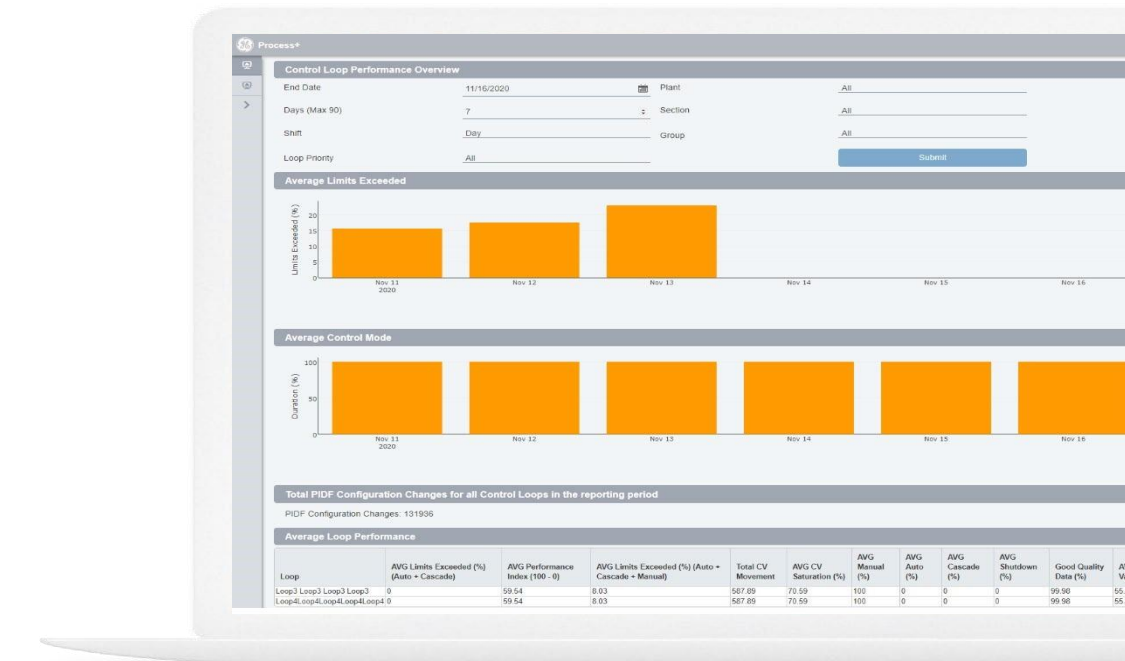 Process+
Control Loop Performance Overview
End Date 11/16/2020 Plant All
Days (Max 90) 7 Section All
Shift Day Group All
Loop Priority All Submit
Average Limits Exceeded
Limits Exceeded (%)
20
15
10
5
0
Nov 11 Nov 12 Nov 13 Nov 14 Nov 15 Nov 16
2020
Average Control Mode
Duration (%)
100
50
0
Nov 11 Nov 12 Nov 13 Nov 14 Nov 15 Nov 16
2020
Total PIDF Configuration Changes for all Control Loops in the reporting period
PIDF Configuration Changes: 131936
Average Loop Performance
AVG AVG AVG AVG
AVG Limits Exceeded (%) AVG Performance AVG Limits Exceeded (%) (Auto + Total CV AVG CV Manual Auto Cascade Shutdown Good Quality
Loop (Auto + Cascade) Index (100 - 0) Cascade + Manual) Movement Saturation (%) (%) (%) (%) (%) Data (%)
Loop3 Loop3 Loop3 Loop3 0 59.54 8.03 587.89 70.59 100 0 0 0 99.98 55.
Loop4Loop4Loop4Loop4Loop4 0 59.54 8.03 587.89 70.59 100 0 0 0 99.98 55.